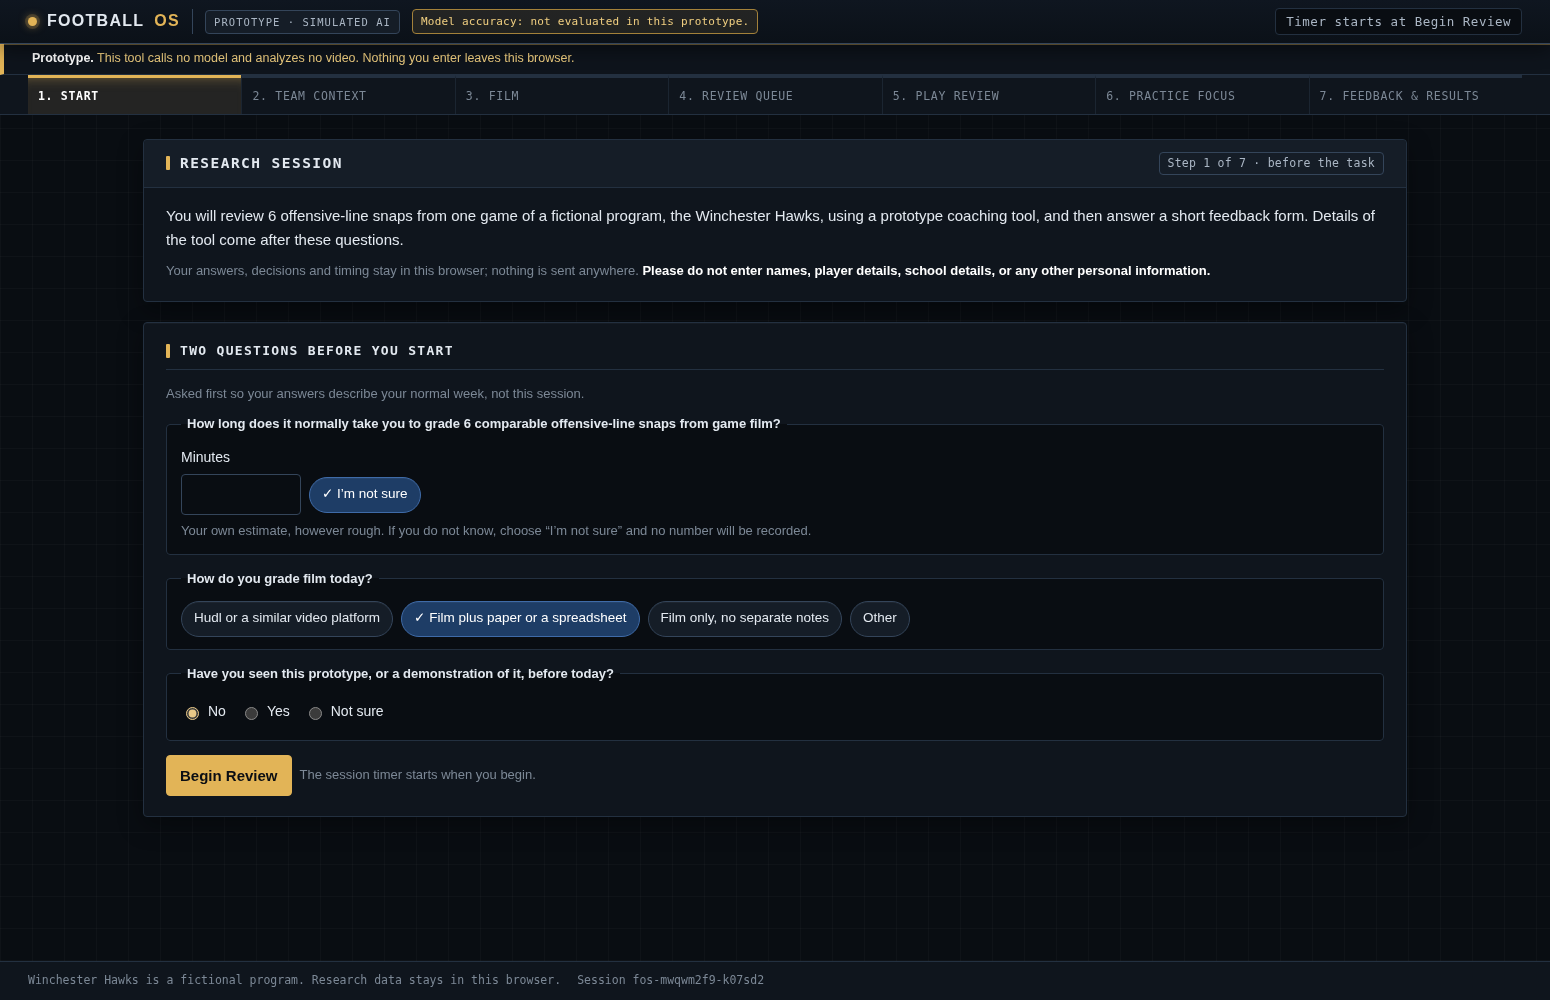 FOOTBALL OS
PROTOTYPE · SIMULATED AI
Model accuracy: not evaluated in this prototype.
Timer starts at Begin Review
Prototype. This tool calls no model and analyzes no video. Nothing you enter leaves this browser.
1. START
2. TEAM CONTEXT
3. FILM
4. REVIEW QUEUE
5. PLAY REVIEW
6. PRACTICE FOCUS
7. FEEDBACK & RESULTS
RESEARCH SESSION
Step 1 of 7 · before the task
You will review 6 offensive-line snaps from one game of a fictional program, the Winchester Hawks, using a prototype coaching tool, and then answer a short feedback form. Details of
the tool come after these questions.
Your answers, decisions and timing stay in this browser; nothing is sent anywhere. Please do not enter names, player details, school details, or any other personal information.
TWO QUESTIONS BEFORE YOU START
Asked first so your answers describe your normal week, not this session.
How long does it normally take you to grade 6 comparable offensive-line snaps from game film?
Minutes
✓ I'm not sure
Your own estimate, however rough. If you do not know, choose “I'm not sure” and no number will be recorded.
How do you grade film today?
Hudl or a similar video platform
✓ Film plus paper or a spreadsheet
Film only, no separate notes
Other
Have you seen this prototype, or a demonstration of it, before today?
No
Yes
Not sure
Begin Review
The session timer starts when you begin.
Winchester Hawks is a fictional program. Research data stays in this browser. Session fos-mwqwm2f9-k07sd2